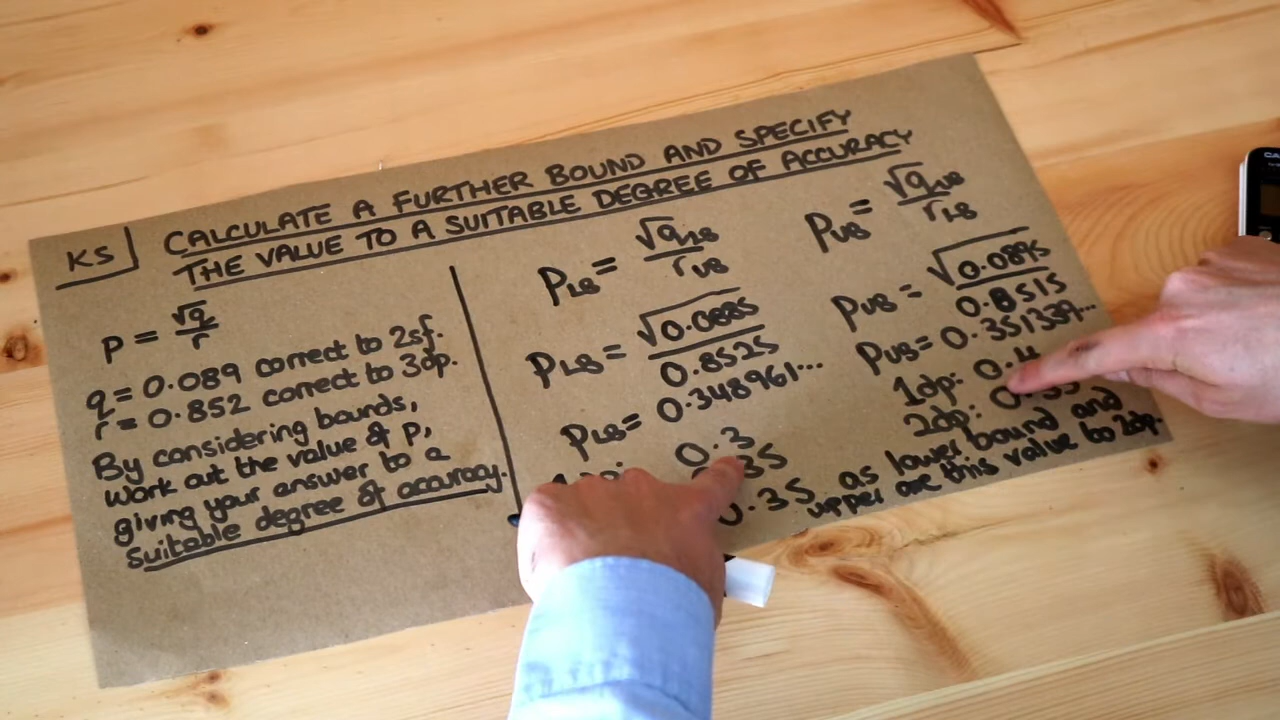 K5
CALCULATE A FURTHER BOUND AND SPECIFY
THE VALUE TO A SUITABLE DEGREE OF ACCURACY
P = √q / r
q = 0.089 correct to 2sf.
r = 0.852 correct to 3dp.
By considering bounds,
work out the value of P,
giving your answer to a
suitable degree of accuracy.
PLB = √qLB / rUB
PLB = √0.0885 / 0.8525
PLB = 0.348961...
0.3
35
0.35 as lower bound and
upper are this value to 2dp.
PUB = √qUB / rLB
PUB = √0.0895 / 0.8515
PUB = 0.351339...
1dp: 0.4
2dp: